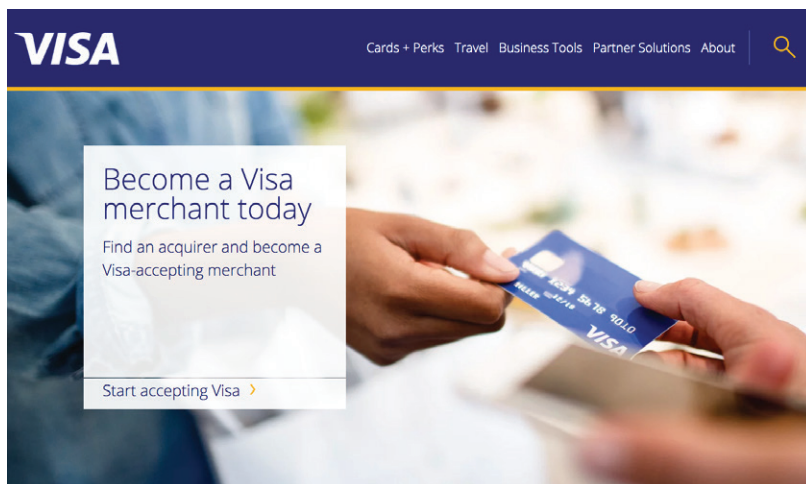 VISA
Cards + Perks Travel Business Tools Partner Solutions About
Become a Visa
merchant today
Find an acquirer and become a
Visa-accepting merchant
Start accepting Visa
VISA